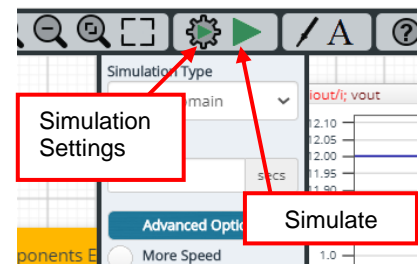 A ?
Simulation Type
omain
iout/i; vout
Simulation
Settings
12.10
12.05
12.00
11.95
11.90
secs
Simulate
Advanced Optio
ponents E
More Speed
1.0